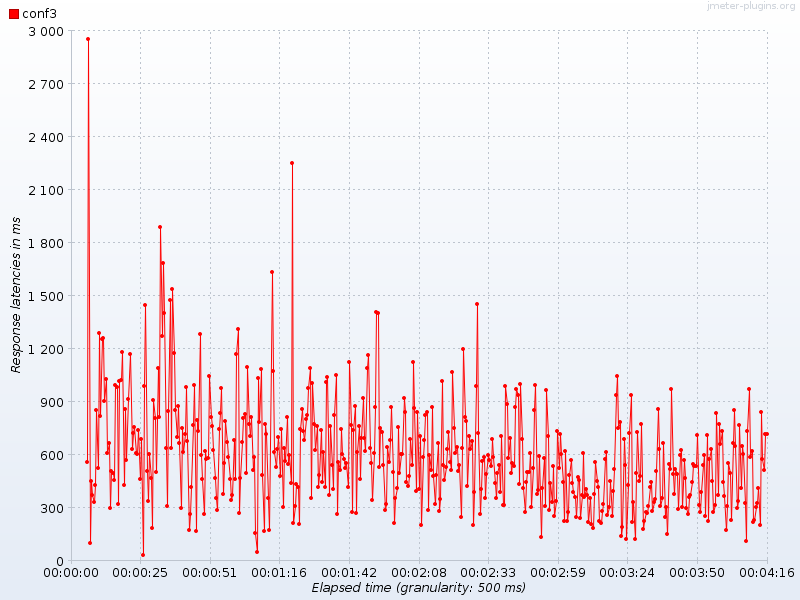 jmeter-plugins.org
conf3
3 000
2 700
2 400
2 100
1 800
1 500
1 200
900
600
300
0
Response latencies in ms
00:00:00 00:00:25 00:00:51 00:01:16 00:01:42 00:02:08 00:02:33 00:02:59 00:03:24 00:03:50 00:04:16
Elapsed time (granularity: 500 ms)